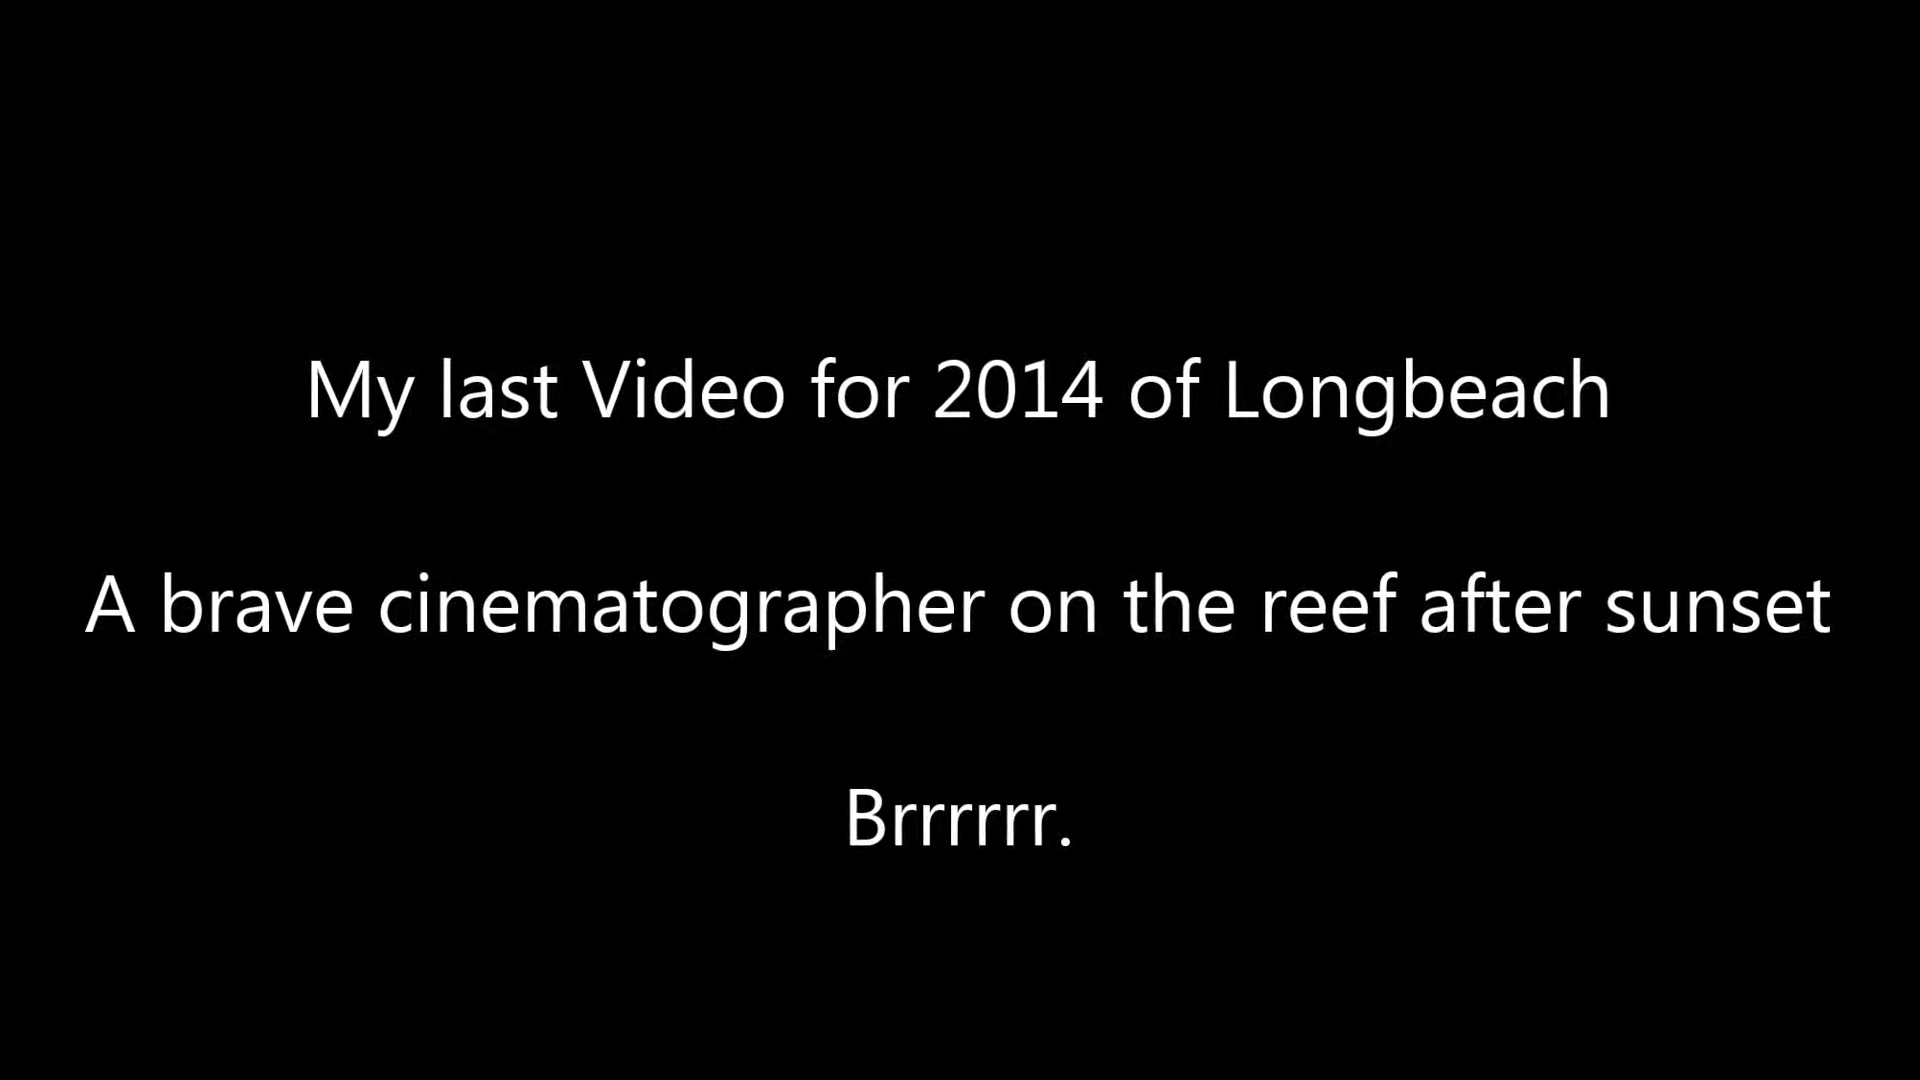 My last Video for 2014 of Longbeach
A brave cinematographer on the reef after sunset
Brrrrrr.